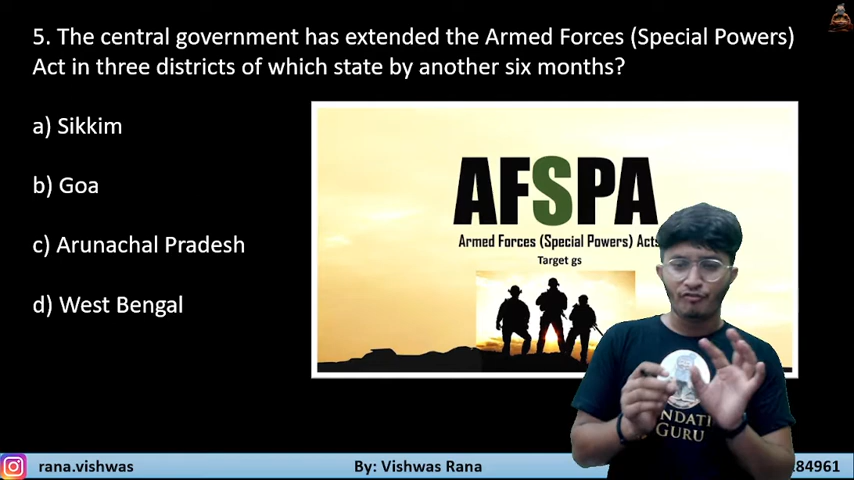 5. The central government has extended the Armed Forces (Special Powers)
Act in three districts of which state by another six months?
a) Sikkim
b) Goa
c) Arunachal Pradesh
d) West Bengal
AFSPA
Armed Forces (Special Powers) Acts
Target gs
NDATI
GURU
rana.vishwas
By: Vishwas Rana
84961